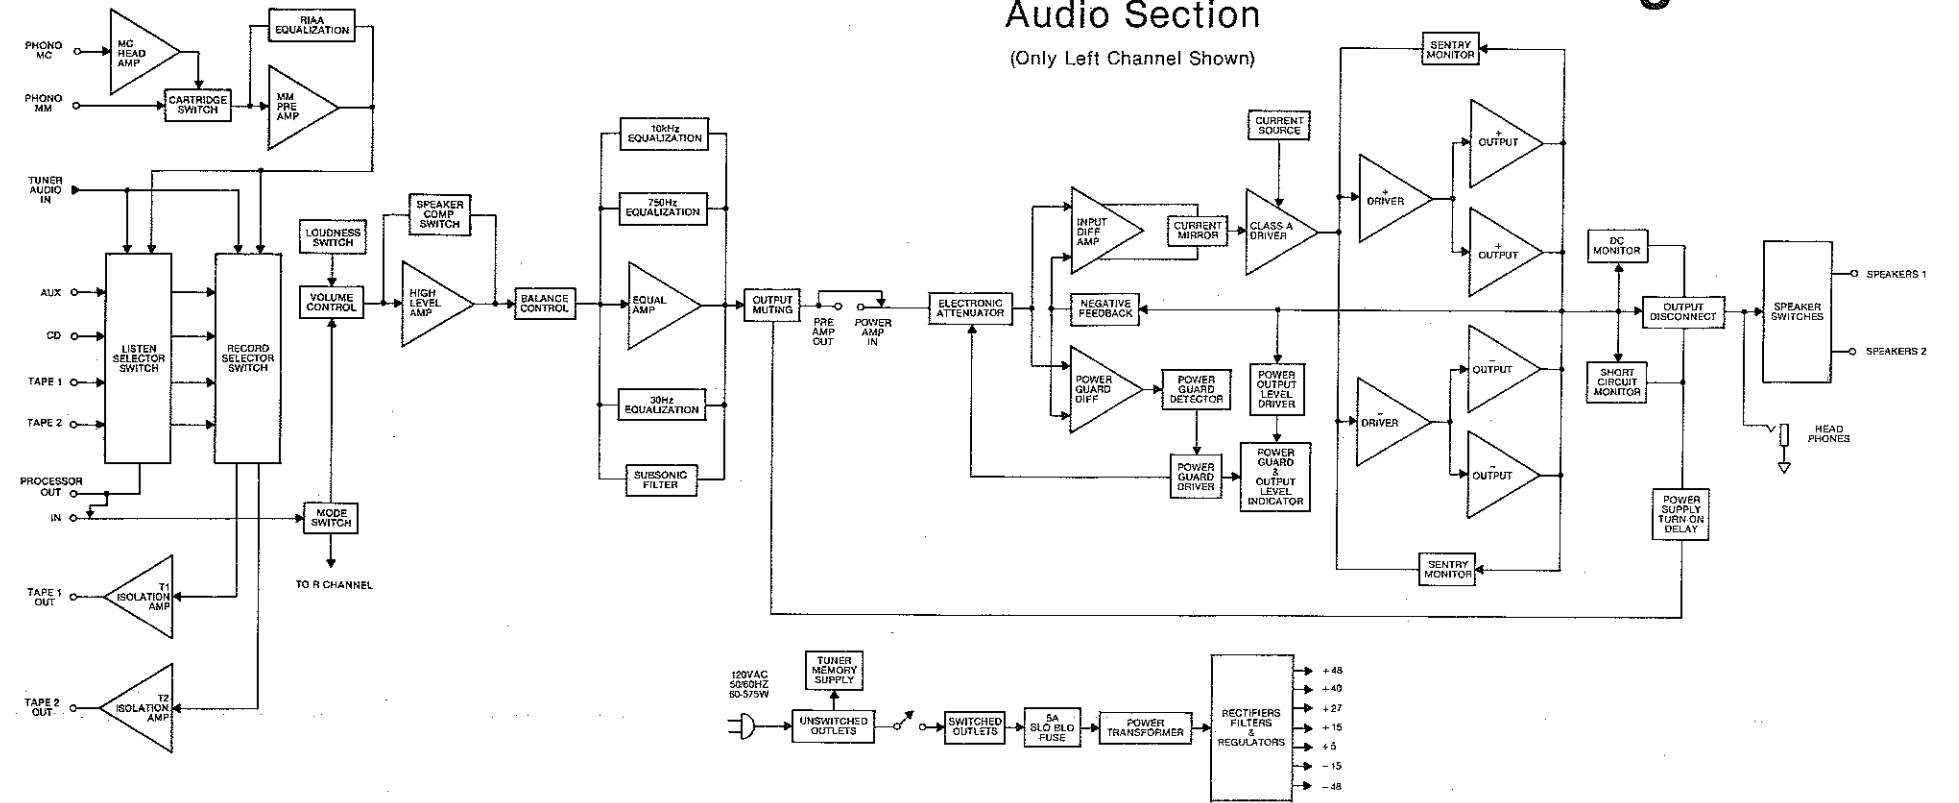 Audio Section
(Only Left Channel Shown)
PHONO
MC
MC
HEAD
AMP
RIAA
EQUALIZATION
PHONO
MM
CARTRIDGE
SWITCH
MM
PRE
AMP
TUNER
AUDIO
IN
AUX
CD
TAPE 1
TAPE 2
LISTEN
SELECTOR
SWITCH
RECORD
SELECTOR
SWITCH
PROCESSOR
OUT
IN
TAPE 1
OUT
T1
ISOLATION
AMP
TAPE 2
OUT
T2
ISOLATION
AMP
LOUDNESS
SWITCH
VOLUME
CONTROL
MODE
SWITCH
TO R CHANNEL
SPEAKER
COMP
SWITCH
HIGH
LEVEL
AMP
BALANCE
CONTROL
10kHz
EQUALIZATION
750Hz
EQUALIZATION
EQUAL
AMP
30Hz
EQUALIZATION
SUBSONIC
FILTER
OUTPUT
MUTING
PRE
AMP
OUT
POWER
AMP
IN
ELECTRONIC
ATTENUATOR
INPUT
DIFF
AMP
CURRENT
MIRROR
CURRENT
SOURCE
CLASS A
DRIVER
NEGATIVE
FEEDBACK
POWER
GUARD
DIFF
POWER
GUARD
DETECTOR
POWER
GUARD
DRIVER
POWER
OUTPUT
LEVEL
DRIVER
POWER
GUARD
&
OUTPUT
LEVEL
INDICATOR
SENTRY
MONITOR
+
DRIVER
+
OUTPUT
+
OUTPUT
−
DRIVER
−
OUTPUT
−
OUTPUT
SENTRY
MONITOR
DC
MONITOR
OUTPUT
DISCONNECT
SHORT
CIRCUIT
MONITOR
POWER
SUPPLY
TURN-ON
DELAY
SPEAKER
SWITCHES
SPEAKERS 1
SPEAKERS 2
HEAD
PHONES
120VAC
50/60HZ
60-575W
TUNER
MEMORY
SUPPLY
UNSWITCHED
OUTLETS
SWITCHED
OUTLETS
5A
SLO BLO
FUSE
POWER
TRANSFORMER
RECTIFIERS
FILTERS
&
REGULATORS
+48
+40
+27
+15
+5
−15
−48